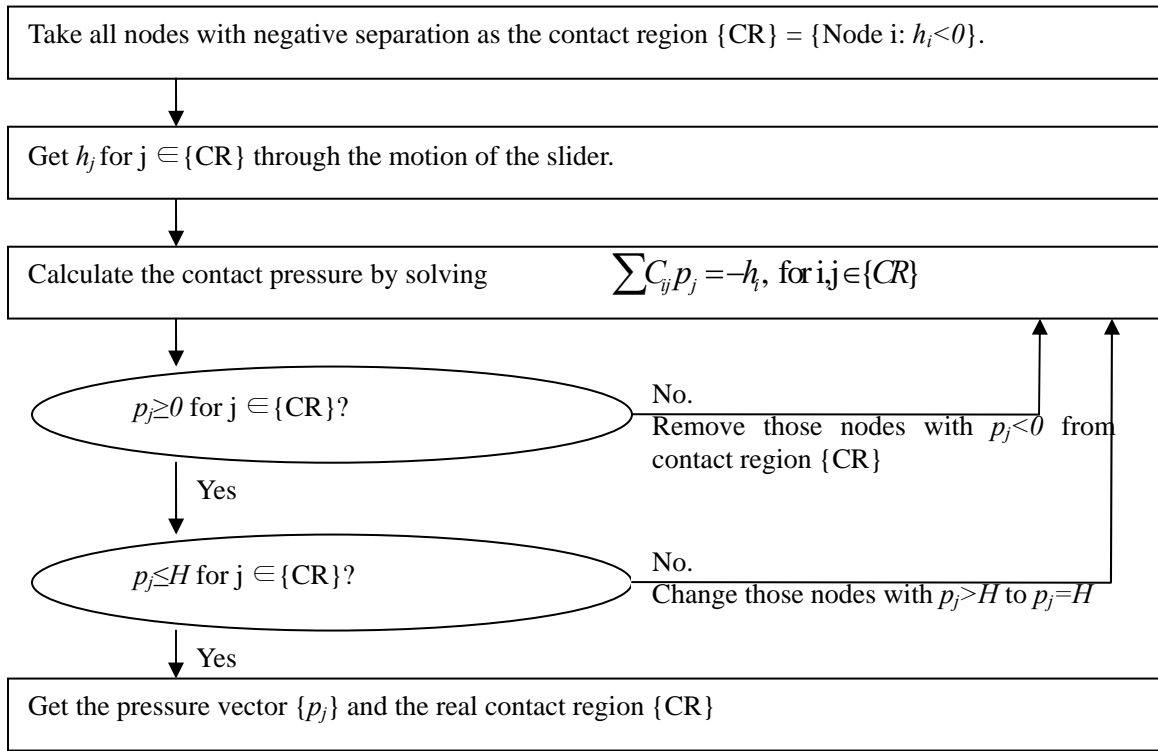 Take all nodes with negative separation as the contact region {CR} = {Node i: hᵢ<0}.
Get hⱼ for j ∈{CR} through the motion of the slider.
Calculate the contact pressure by solving ∑Cᵢⱼpⱼ=−hᵢ, for i,j∈{CR}
pⱼ≥0 for j ∈{CR}?
No.
Remove those nodes with pⱼ<0 from
contact region {CR}
Yes
pⱼ≤H for j ∈{CR}?
No.
Change those nodes with pⱼ>H to pⱼ=H
Yes
Get the pressure vector {pⱼ} and the real contact region {CR}